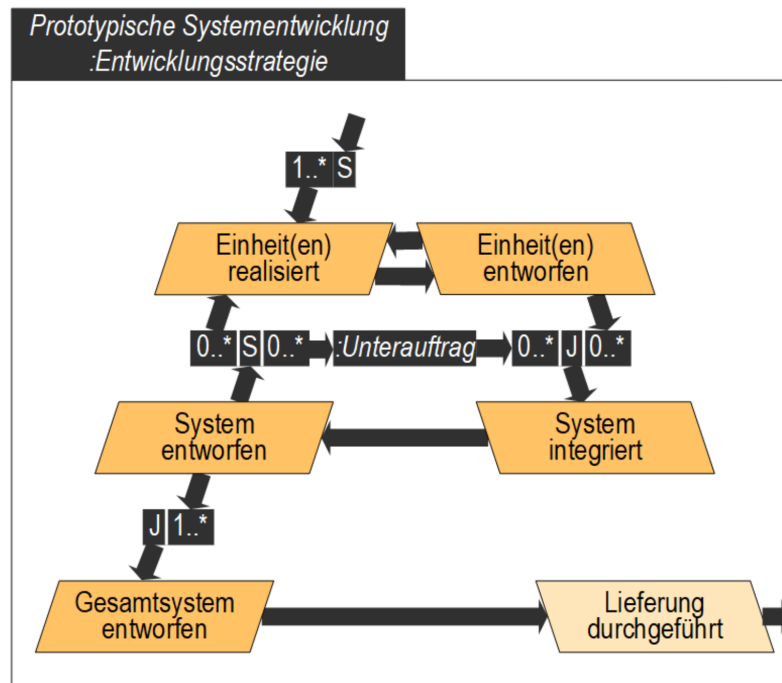 Prototypische Systementwicklung
:Entwicklungsstrategie
1..* S
Einheit(en)
realisiert
Einheit(en)
entworfen
0..* S 0..* :Unterauftrag 0..* J 0..*
System
entworfen
System
integriert
J 1..*
Gesamtsystem
entworfen
Lieferung
durchgeführt